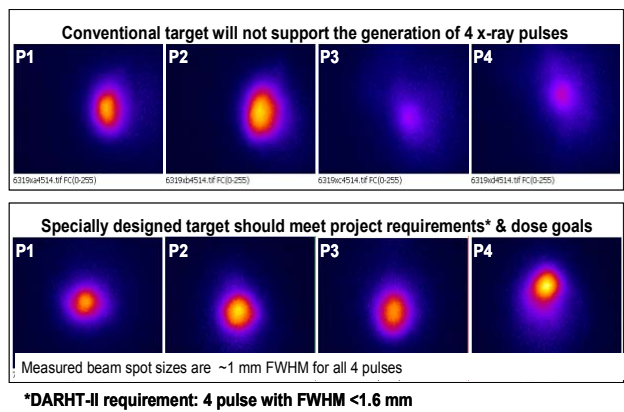 Conventional target will not support the generation of 4 x-ray pulses
P1 P2 P3 P4
6319xa4514.tif FC(0-255) 6319xb4514.tif FC(0-255) 6319xc4514.tif FC(0-255) 6319xd4514.tif FC(0-255)
Specially designed target should meet project requirements* & dose goals
P1 P2 P3 P4
Measured beam spot sizes are ~1 mm FWHM for all 4 pulses
*DARHT-II requirement: 4 pulse with FWHM <1.6 mm